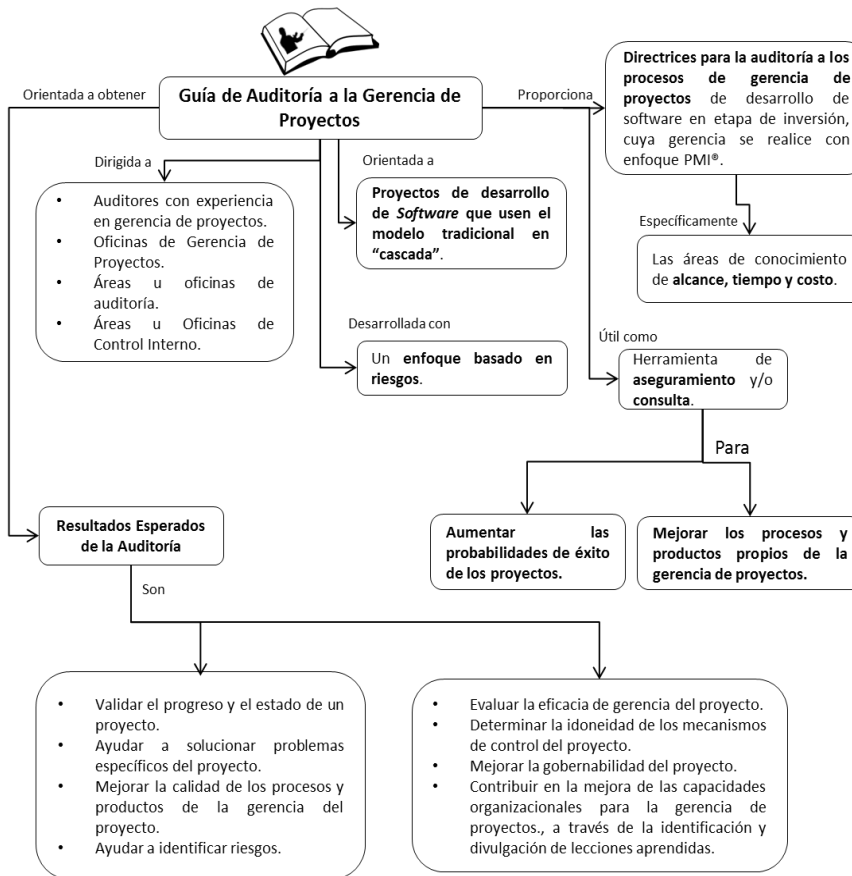 Orientada a obtener
Guía de Auditoría a la Gerencia de
Proyectos
Proporciona
Directrices para la auditoría a los
procesos de gerencia de
proyectos de desarrollo de
software en etapa de inversión,
cuya gerencia se realice con
enfoque PMI®.
Dirigida a
Orientada a
• Auditores con experiencia
en gerencia de proyectos.
• Oficinas de Gerencia de
Proyectos.
• Áreas u oficinas de
auditoría.
• Áreas u Oficinas de
Control Interno.
Proyectos de desarrollo
de Software que usen el
modelo tradicional en
“cascada”.
Específicamente
Las áreas de conocimiento
de alcance, tiempo y costo.
Desarrollada con
Un enfoque basado en
riesgos.
Útil como
Herramienta de
aseguramiento y/o
consulta.
Para
Aumentar las
probabilidades de éxito
de los proyectos.
Mejorar los procesos y
productos propios de la
gerencia de proyectos.
Resultados Esperados
de la Auditoría
Son
• Validar el progreso y el estado de un
proyecto.
• Ayudar a solucionar problemas
específicos del proyecto.
• Mejorar la calidad de los procesos y
productos de la gerencia del
proyecto.
• Ayudar a identificar riesgos.
• Evaluar la eficacia de gerencia del proyecto.
• Determinar la idoneidad de los mecanismos
de control del proyecto.
• Mejorar la gobernabilidad del proyecto.
• Contribuir en la mejora de las capacidades
organizacionales para la gerencia de
proyectos., a través de la identificación y
divulgación de lecciones aprendidas.